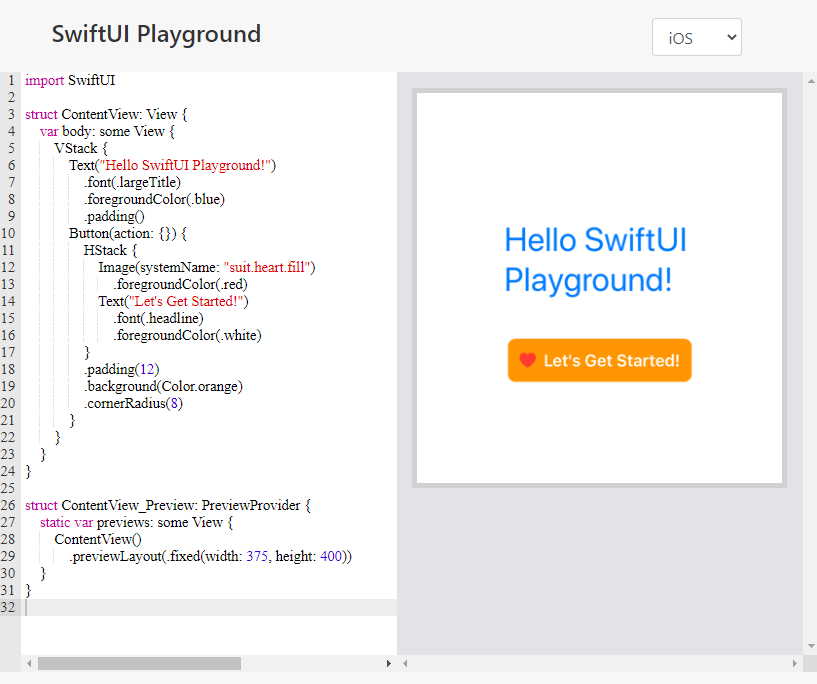 SwiftUI Playground
iOS
1 import SwiftUI
2
3 struct ContentView: View {
4 var body: some View {
5 VStack {
6 Text("Hello SwiftUI Playground!")
7 .font(.largeTitle)
8 .foregroundColor(.blue)
9 .padding()
10 Button(action: {}) {
11 HStack {
12 Image(systemName: "suit.heart.fill")
13 .foregroundColor(.red)
14 Text("Let's Get Started!")
15 .font(.headline)
16 .foregroundColor(.white)
17 }
18 .padding(12)
19 .background(Color.orange)
20 .cornerRadius(8)
21 }
22 }
23 }
24 }
25
26 struct ContentView_Preview: PreviewProvider {
27 static var previews: some View {
28 ContentView()
29 .previewLayout(.fixed(width: 375, height: 400))
30 }
31 }
32
Hello SwiftUI
Playground!
Let's Get Started!